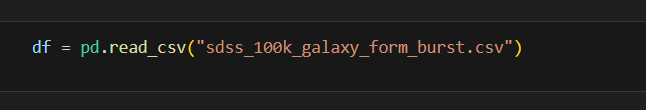 df = pd.read_csv("sdss_100k_galaxy_form_burst.csv")